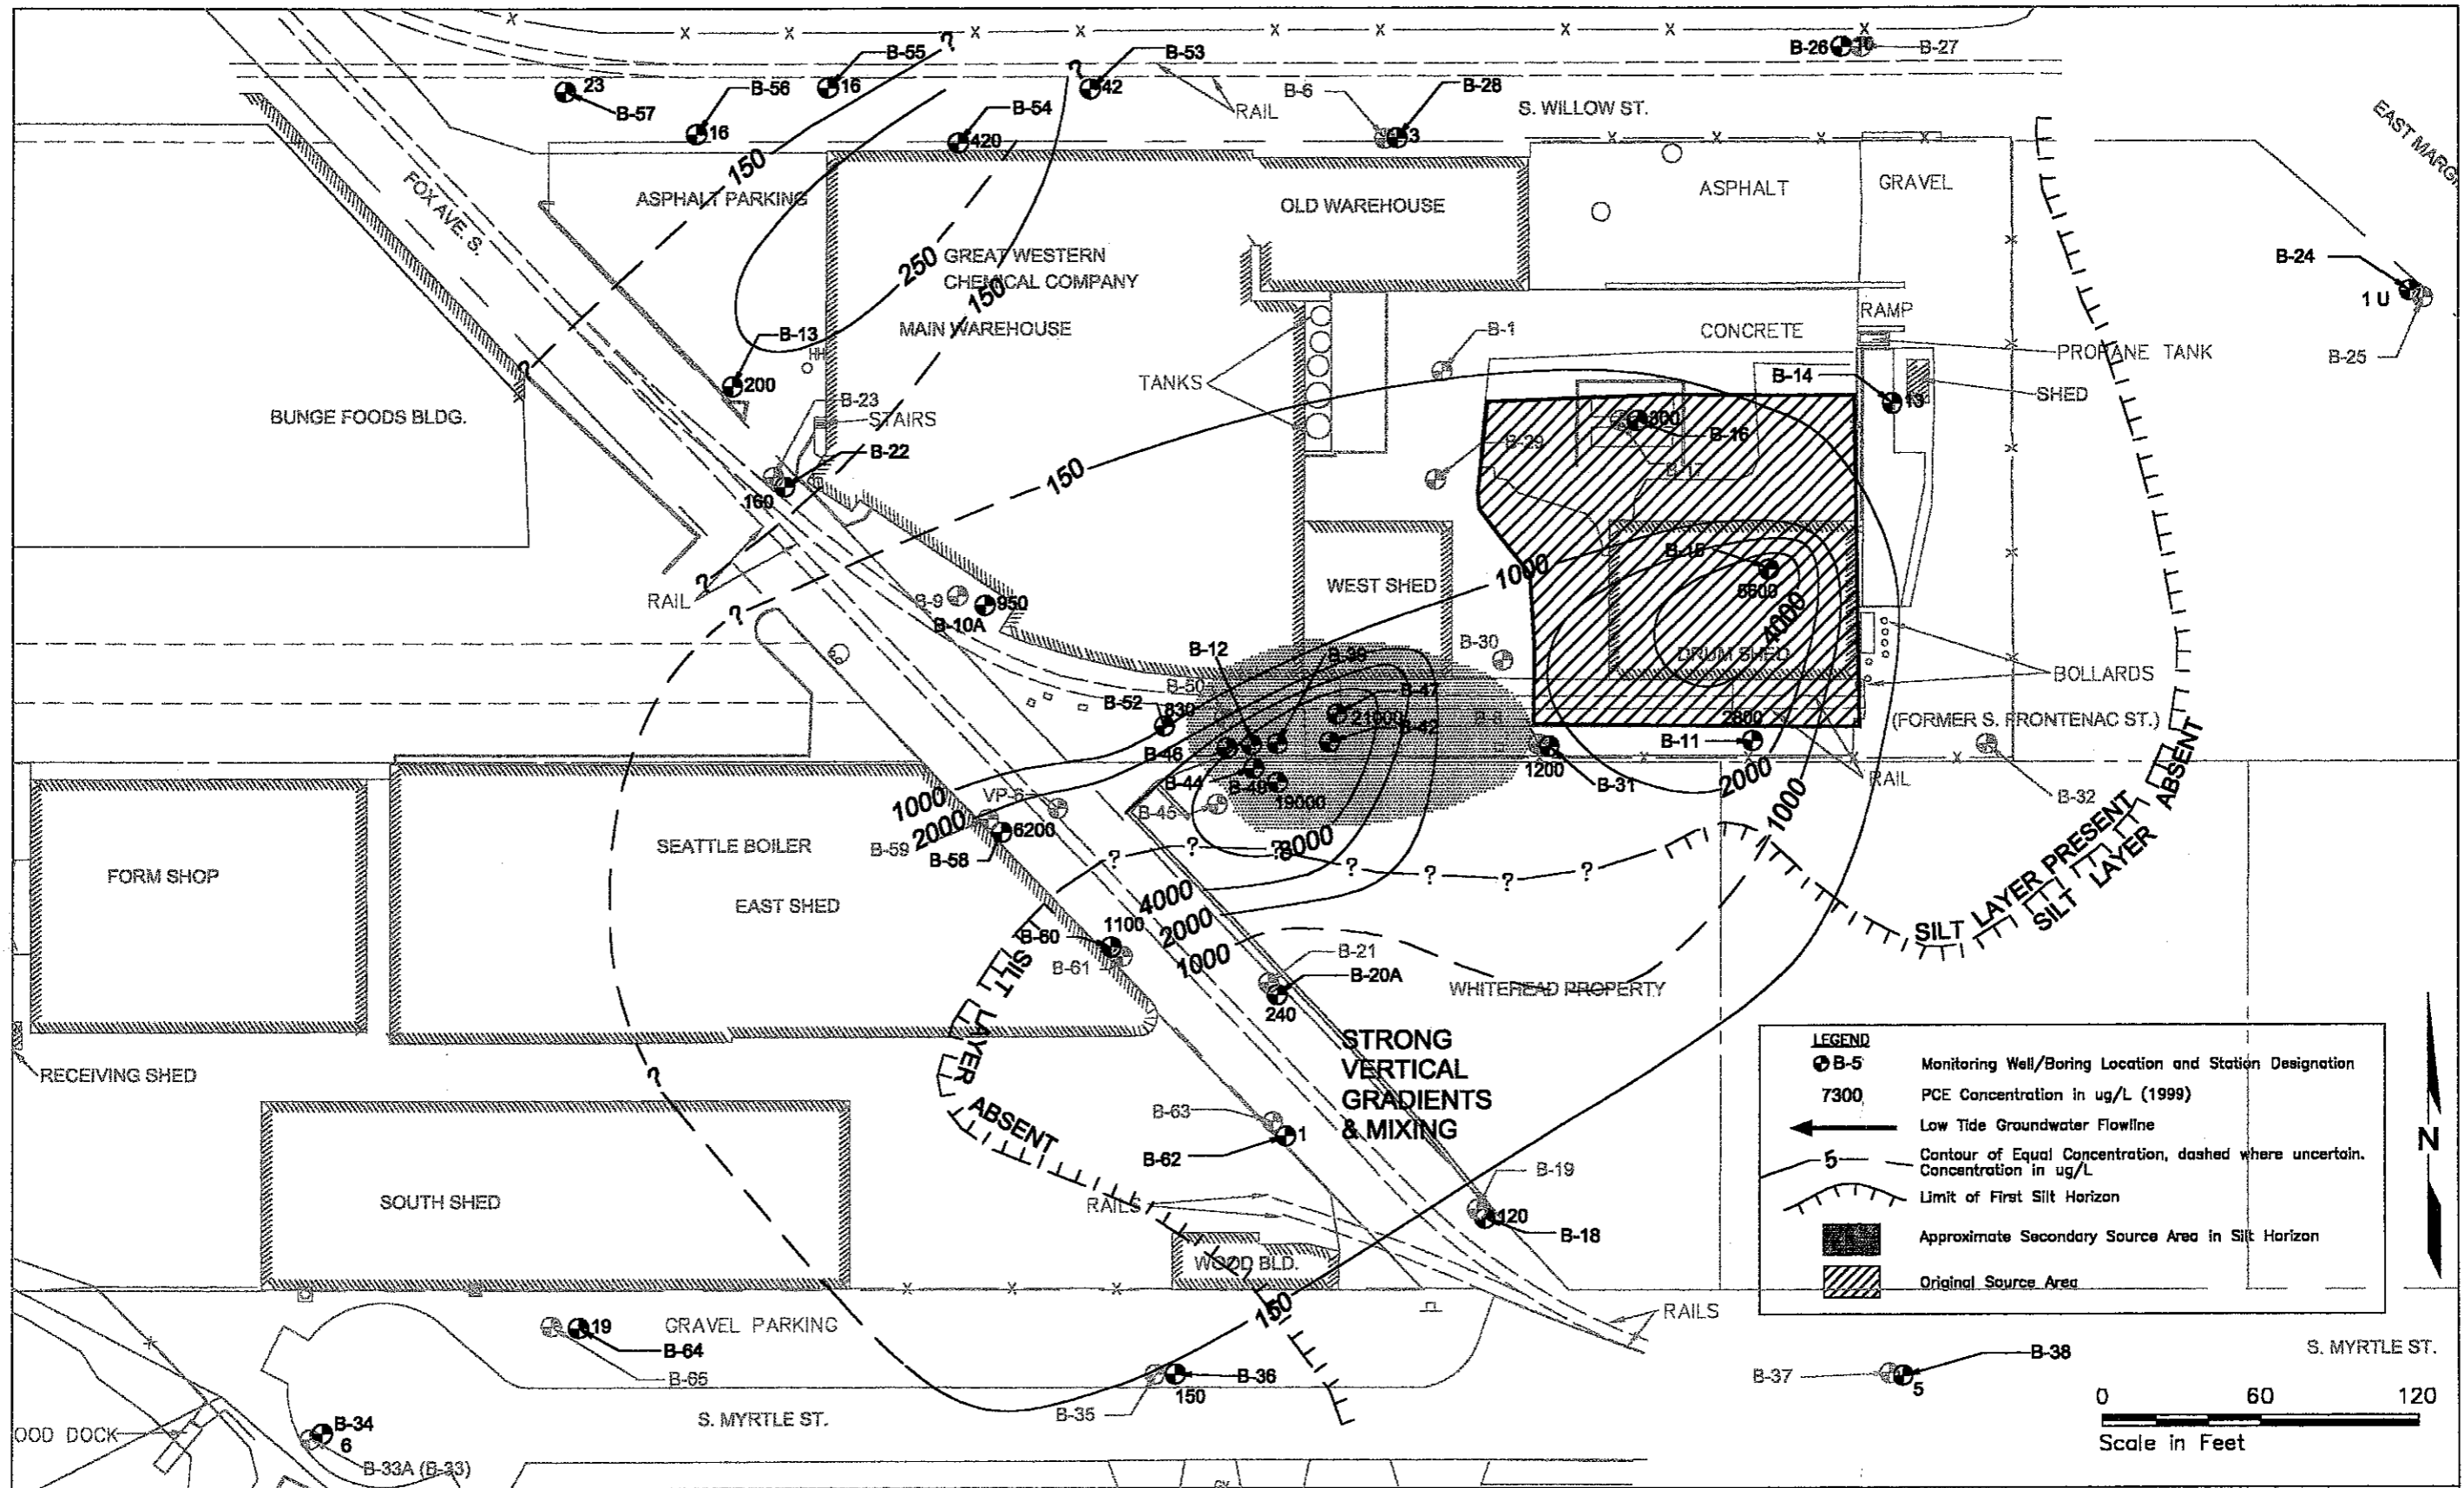 B-55
B-53
B-26
10
B-27
23
B-56
16
42
B-6
B-28
B-57
16
B-54
RAIL
S. WILLOW ST.
420
3
EAST MARG
150
FOX AVE. S.
ASPHALT PARKING
ASPHALT
GRAVEL
OLD WAREHOUSE
250
GREAT WESTERN
CHEMICAL COMPANY
150
B-24
1 U
MAIN WAREHOUSE
CONCRETE
RAMP
B-13
HH
B-1
PROPANE TANK
B-25
200
TANKS
B-14
13
SHED
BUNGE FOODS BLDG.
B-23
STAIRS
300
B-16
B-29
B-22
B-17
150
160
1000
B-15
WEST SHED
5600
4000
RAIL
B-9
950
B-10A
B-12
B-39
B-30
DRUM SHED
BOLLARDS
B-50
B-47
B-52
830
21000
B-42
B-8
2800
(FORMER S. FRONTENAC ST.)
B-46
B-11
1200
B-44
B-49
B-31
2000
RAIL
1000
VP-6
B-45
19000
B-32
1000
2000
6200
8000
SEATTLE BOILER
B-59
B-58
FORM SHOP
4000
EAST SHED
1100
2000
SILT LAYER PRESENT
SILT LAYER ABSENT
B-60
1000
B-61
B-21
SILT LAYER ABSENT
B-20A
WHITEHEAD PROPERTY
240
STRONG
VERTICAL
GRADIENTS
& MIXING
RECEIVING SHED
B-63
1
B-62
B-19
SOUTH SHED
RAILS
120
B-18
WOOD BLD.
150
RAILS
19
GRAVEL PARKING
B-64
B-65
B-36
150
B-35
B-37
B-38
5
S. MYRTLE ST.
S. MYRTLE ST.
OOD DOCK
B-34
6
B-33A (B-33)
LEGEND
B-5 Monitoring Well/Boring Location and Station Designation
7300 PCE Concentration in ug/L (1999)
Low Tide Groundwater Flowline
5 Contour of Equal Concentration, dashed where uncertain.
Concentration in ug/L
Limit of First Silt Horizon
Approximate Secondary Source Area in Silt Horizon
Original Source Area
N
0 60 120
Scale in Feet